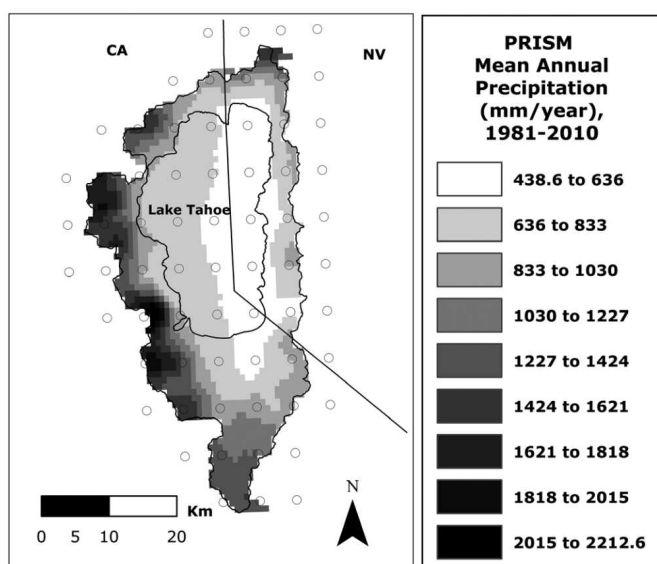 CA
NV
Lake Tahoe
N
Km
0 5 10 20
PRISM
Mean Annual
Precipitation
(mm/year),
1981-2010
438.6 to 636
636 to 833
833 to 1030
1030 to 1227
1227 to 1424
1424 to 1621
1621 to 1818
1818 to 2015
2015 to 2212.6